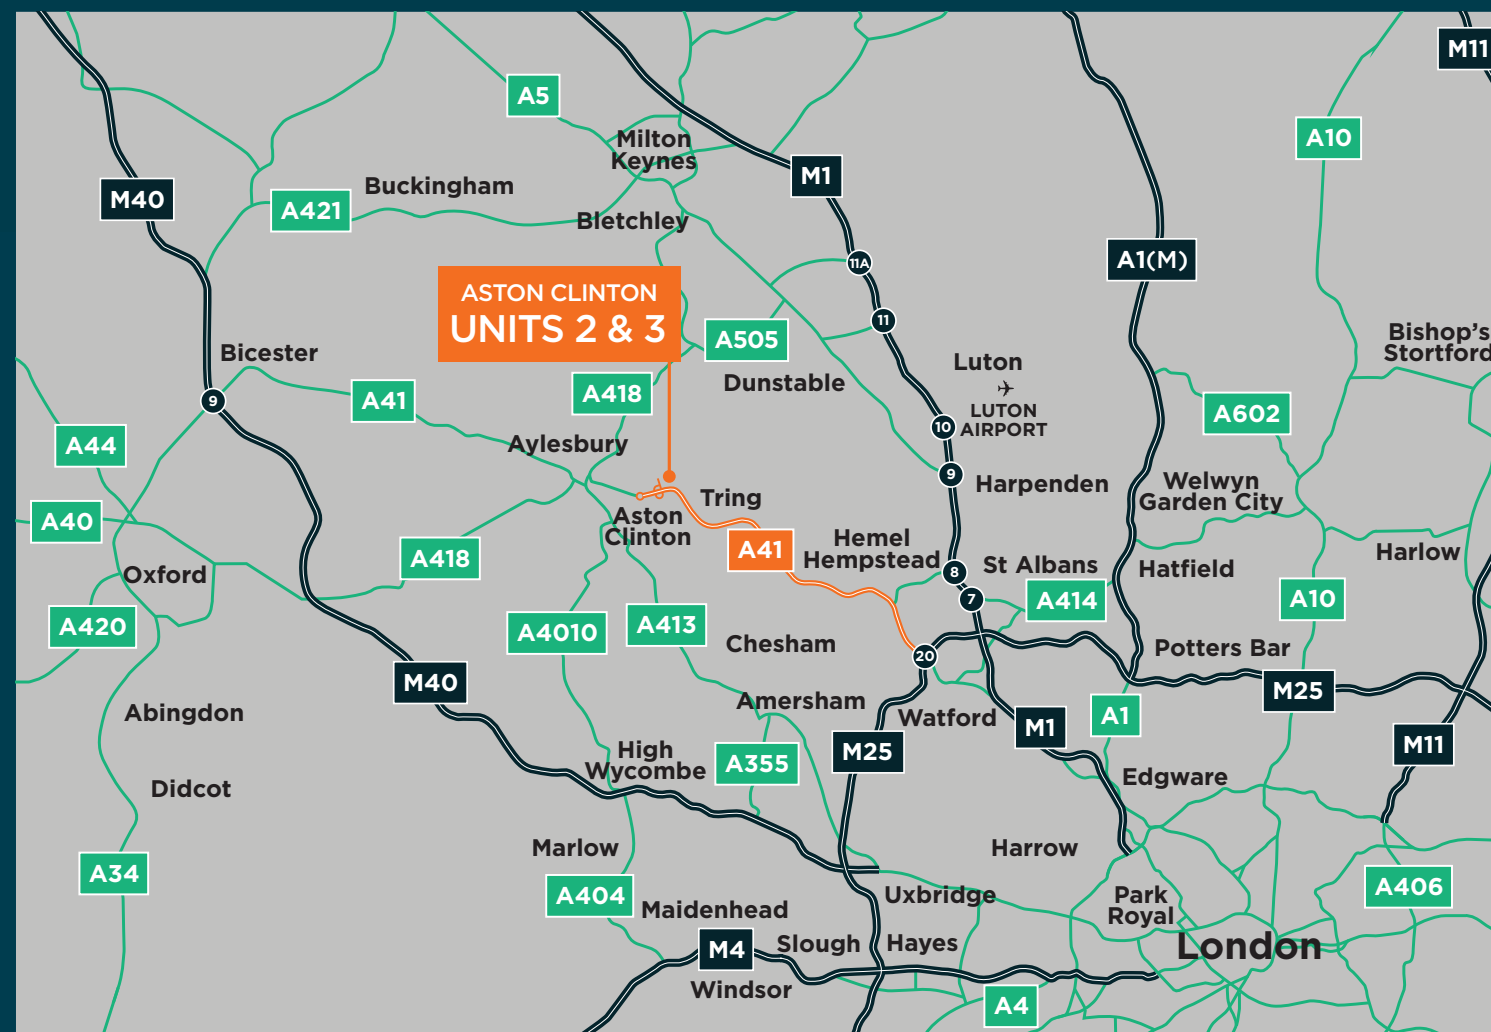 M11
A5
A10
Milton
Keynes
M1
Buckingham
M40
A421
Bletchley
A1(M)
11A
ASTON CLINTON
UNITS 2 & 3
11
A505
Bishop's
Stortford
Bicester
Luton
Dunstable
LUTON
AIRPORT
A418
A41
9
A602
10
A44
Aylesbury
9
Harpenden
Welwyn
Garden City
Tring
A40
Aston
Clinton
A41
Hemel
Hempstead
Harlow
A418
8
St Albans
Hatfield
Oxford
7
A414
A10
A420
A4010
A413
Chesham
20
Potters Bar
M40
M25
Amersham
Abingdon
Watford
M1
A1
M25
M11
High
Wycombe
A355
Edgware
Didcot
Marlow
Harrow
A34
A404
Uxbridge
Park
Royal
A406
Maidenhead
M4
Slough
Hayes
London
Windsor
A4